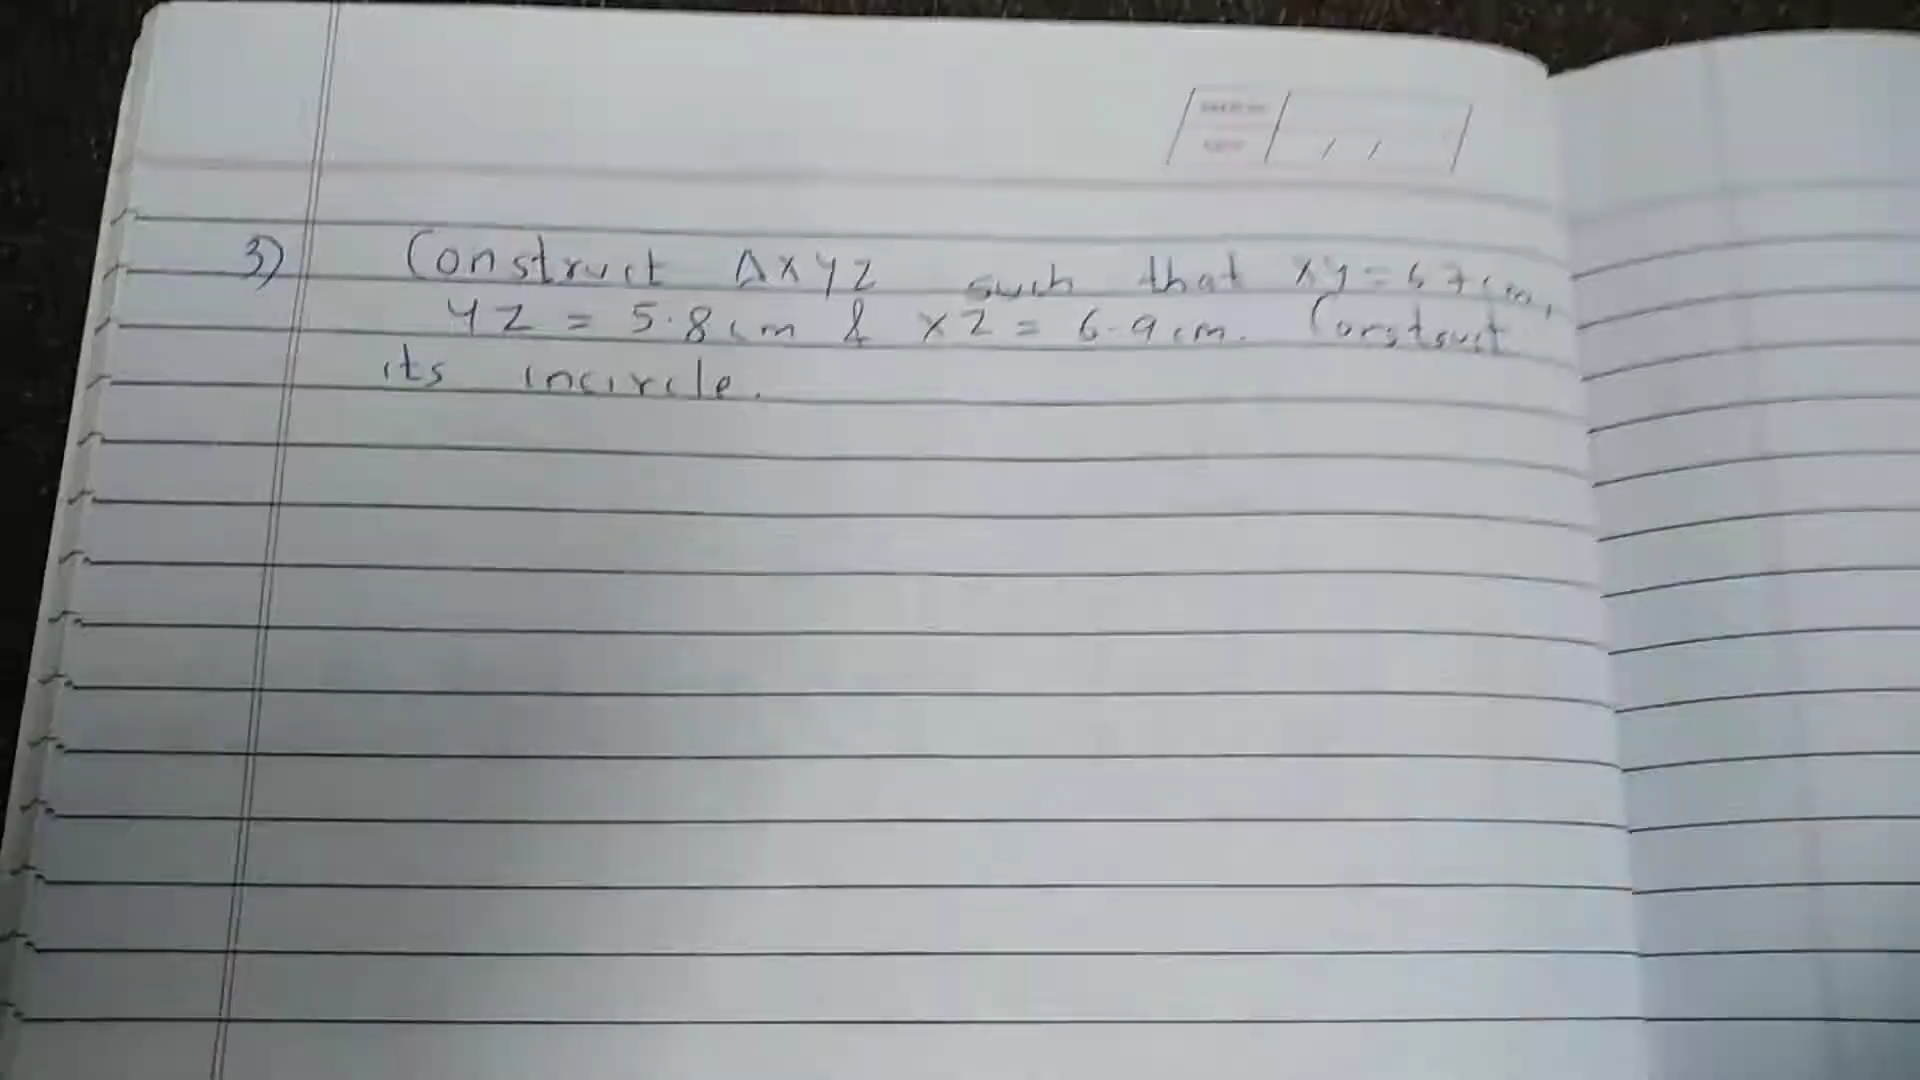 3) Construct ΔXYZ such that XY = 6.7 cm,
YZ = 5.8 cm & XZ = 6.9 cm. Construct
its incircle.